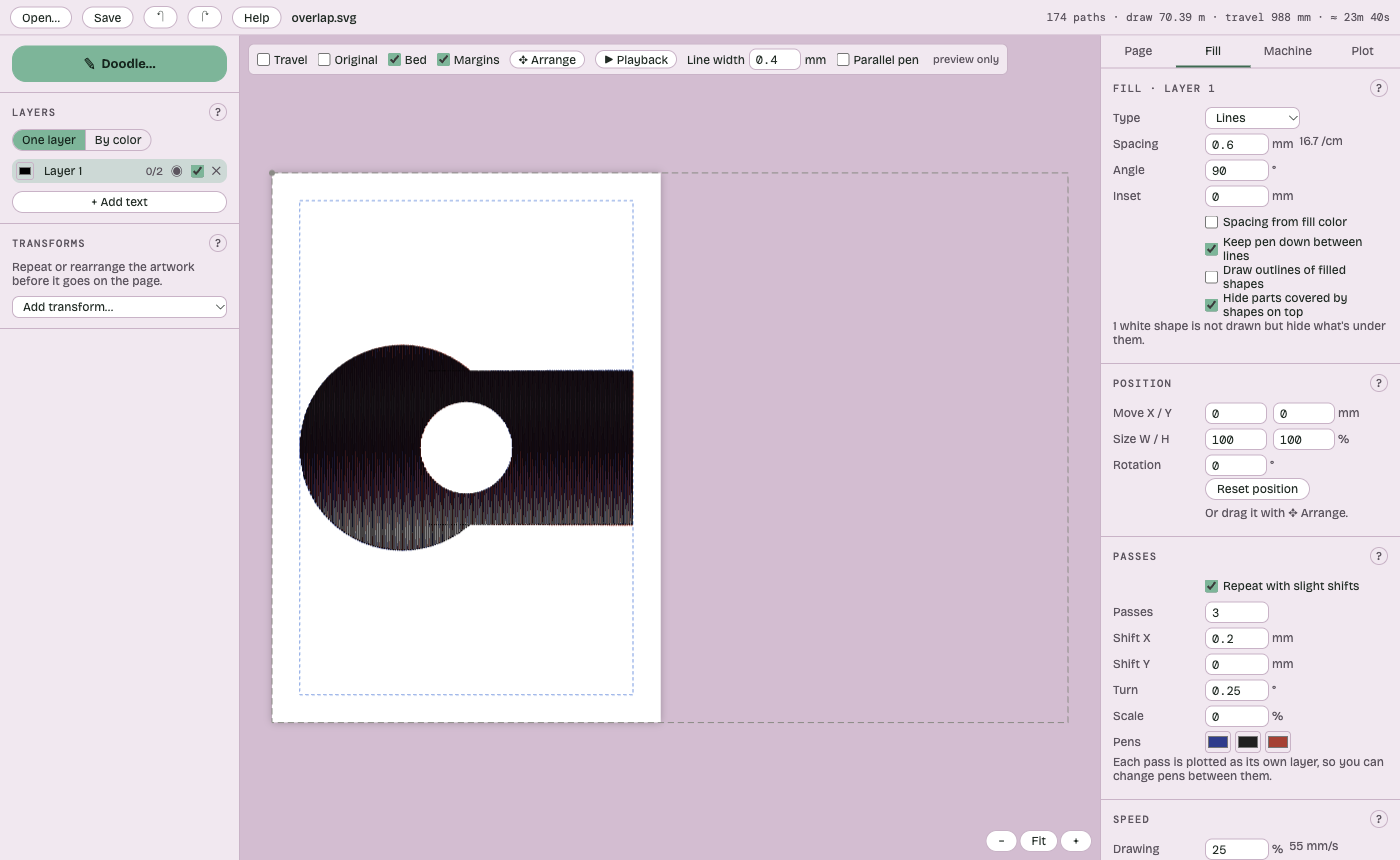 Open...
Save
Help
overlap.svg
174 paths · draw 70.39 m · travel 988 mm · ≈ 23m 40s
Doodle...
LAYERS
?
One layer
By color
Layer 1
0/2
+ Add text
TRANSFORMS
?
Repeat or rearrange the artwork
before it goes on the page.
Add transform...
Travel
Original
Bed
Margins
Arrange
Playback
Line width
0.4
mm
Parallel pen
preview only
− Fit +
Page
Fill
Machine
Plot
FILL · LAYER 1
?
Type
Lines
Spacing
0.6
mm
16.7 /cm
Angle
90
°
Inset
0
mm
Spacing from fill color
Keep pen down between
lines
Draw outlines of filled
shapes
Hide parts covered by
shapes on top
1 white shape is not drawn but hide what's under
them.
POSITION
?
Move X / Y
0
0
mm
Size W / H
100
100
%
Rotation
0
°
Reset position
Or drag it with ✥ Arrange.
PASSES
?
Repeat with slight shifts
Passes
3
Shift X
0.2
mm
Shift Y
0
mm
Turn
0.25
°
Scale
0
%
Pens
Each pass is plotted as its own layer, so you can
change pens between them.
SPEED
?
Drawing
25
%
55 mm/s